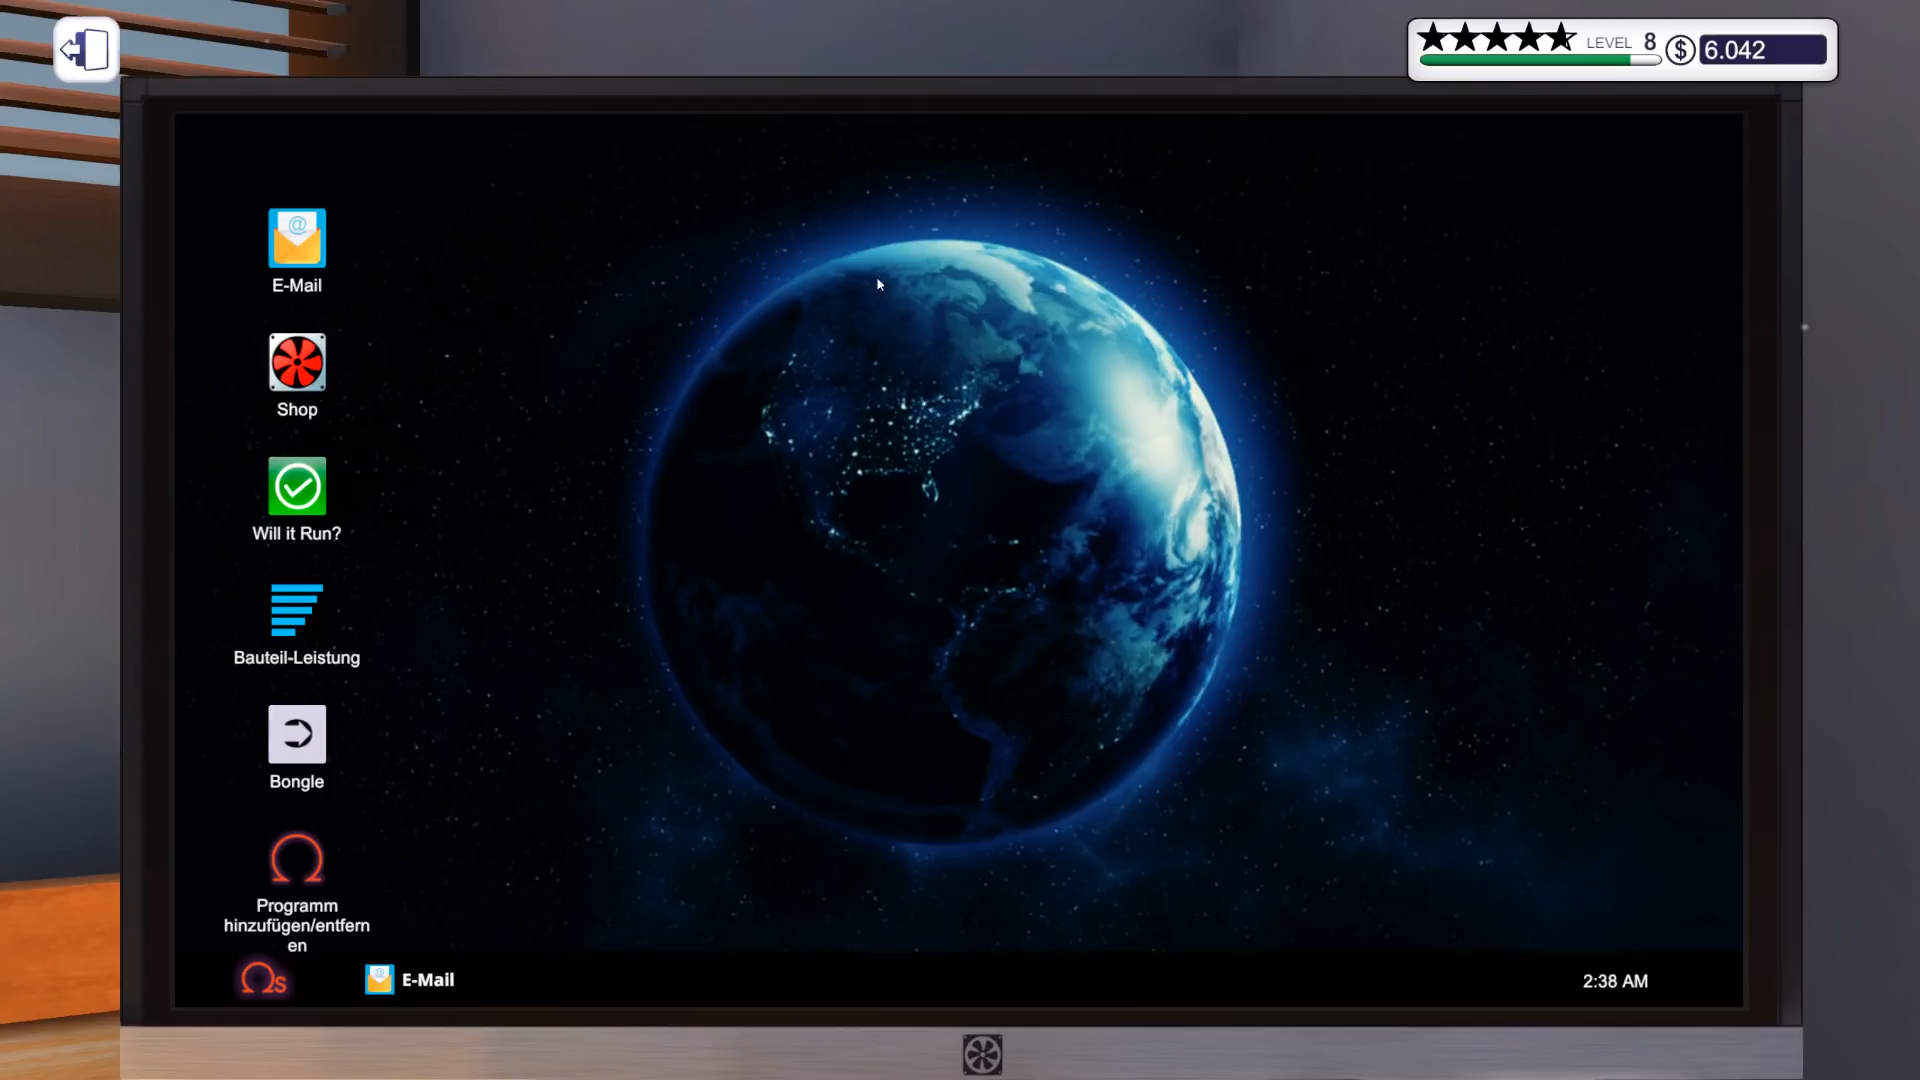 LEVEL 8
6.042
E-Mail
Shop
Will it Run?
Bauteil-Leistung
Bongle
Programm
hinzufügen/entfern
en
Ωs
E-Mail
2:38 AM